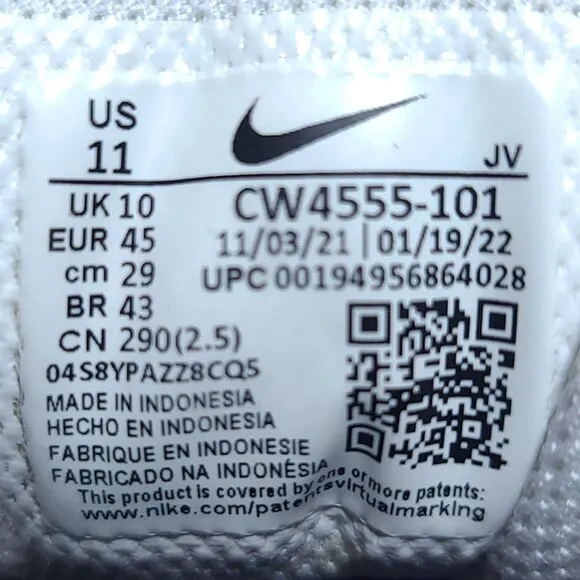 US
11
JV
UK 10
CW4555-101
EUR 45
11/03/21 | 01/19/22
cm 29
UPC 00194956864028
BR 43
CN 290(2.5)
04S8YPAZZ8CQ5
MADE IN INDONESIA
HECHO EN INDONESIA
FABRIQUE EN INDONESIE
FABRICADO NA INDONÉSIA
This product is covered by one or more patents:
www.nike.com/patentsvirtualmarking